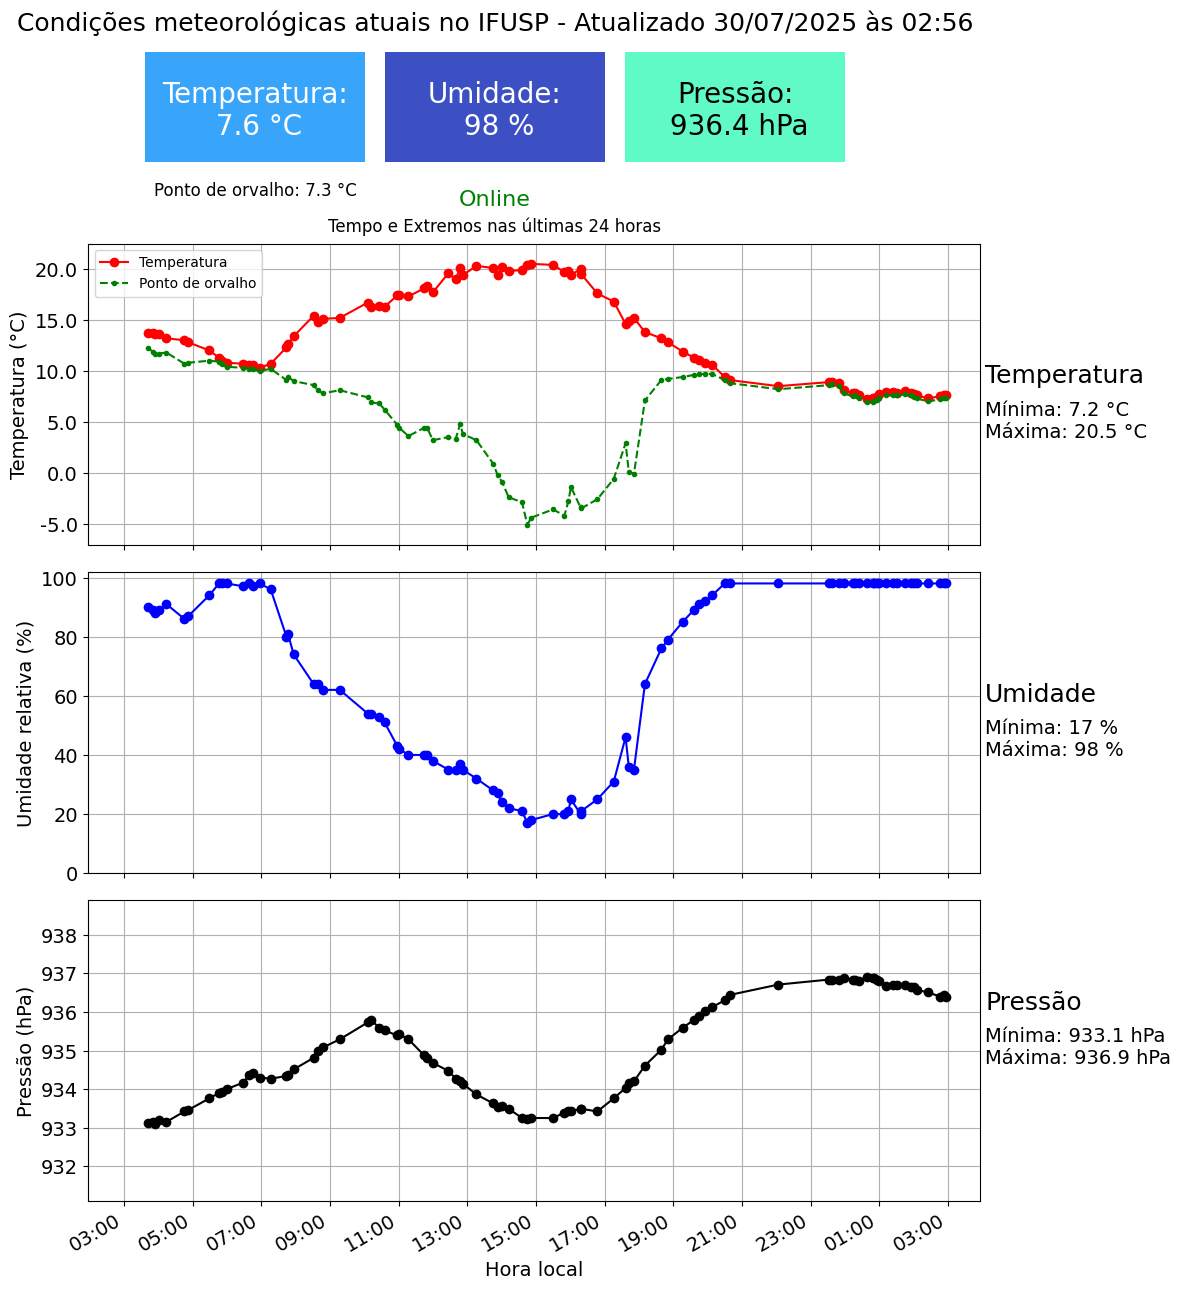 Condições meteorológicas atuais no IFUSP - Atualizado 30/07/2025 às 02:56
Temperatura:
7.6 °C
Umidade:
98 %
Pressão:
936.4 hPa
Ponto de orvalho: 7.3 °C
Online
Tempo e Extremos nas últimas 24 horas
Temperatura
Ponto de orvalho
Temperatura (°C)
20.0
15.0
10.0
5.0
0.0
-5.0
Temperatura
Mínima: 7.2 °C
Máxima: 20.5 °C
Umidade relativa (%)
100
80
60
40
20
0
Umidade
Mínima: 17 %
Máxima: 98 %
Pressão (hPa)
938
937
936
935
934
933
932
Pressão
Mínima: 933.1 hPa
Máxima: 936.9 hPa
03:00
05:00
07:00
09:00
11:00
13:00
15:00
17:00
19:00
21:00
23:00
01:00
03:00
Hora local